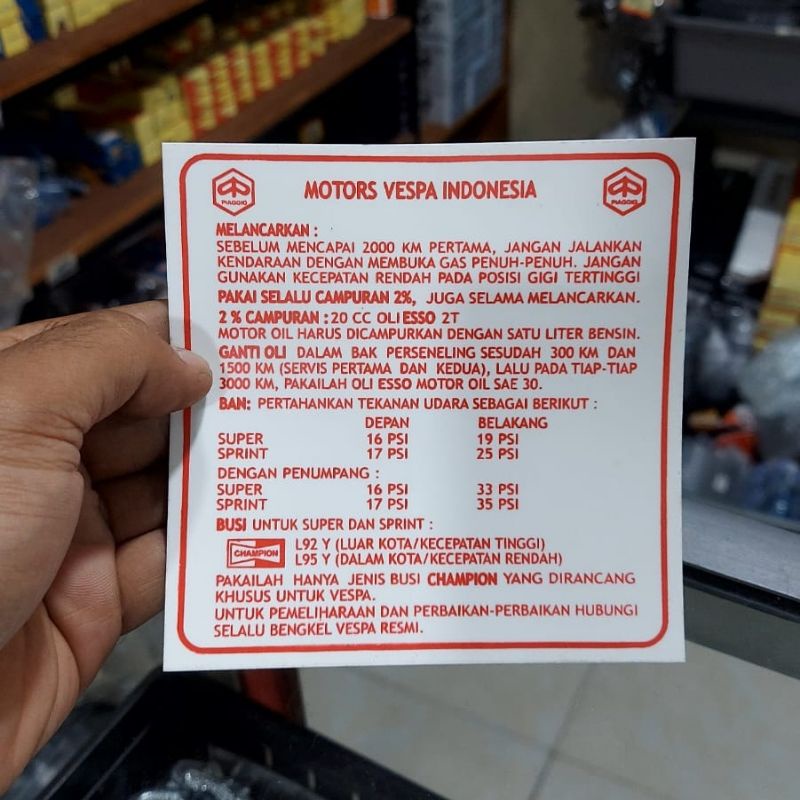 MOTORS VESPA INDONESIA
PIAGGIO
PIAGGIO
MELANCARKAN :
SEBELUM MENCAPAI 2000 KM PERTAMA, JANGAN JALANKAN
KENDARAAN DENGAN MEMBUKA GAS PENUH-PENUH. JANGAN
GUNAKAN KECEPATAN RENDAH PADA POSISI GIGI TERTINGGI
PAKAI SELALU CAMPURAN 2%, JUGA SELAMA MELANCARKAN.
2 % CAMPURAN : 20 CC OLI ESSO 2T
MOTOR OIL HARUS DICAMPURKAN DENGAN SATU LITER BENSIN.
GANTI OLI DALAM BAK PERSENELING SESUDAH 300 KM DAN
1500 KM (SERVIS PERTAMA DAN KEDUA), LALU PADA TIAP-TIAP
3000 KM, PAKAILAH OLI ESSO MOTOR OIL SAE 30.
BAN: PERTAHANKAN TEKANAN UDARA SEBAGAI BERIKUT :
DEPAN BELAKANG
SUPER 16 PSI 19 PSI
SPRINT 17 PSI 25 PSI
DENGAN PENUMPANG :
SUPER 16 PSI 33 PSI
SPRINT 17 PSI 35 PSI
BUSI UNTUK SUPER DAN SPRINT :
L92 Y (LUAR KOTA/KECEPATAN TINGGI)
CHAMPION
L95 Y (DALAM KOTA/KECEPATAN RENDAH)
PAKAILAH HANYA JENIS BUSI CHAMPION YANG DIRANCANG
KHUSUS UNTUK VESPA.
UNTUK PEMELIHARAAN DAN PERBAIKAN-PERBAIKAN HUBUNGI
SELALU BENGKEL VESPA RESMI.